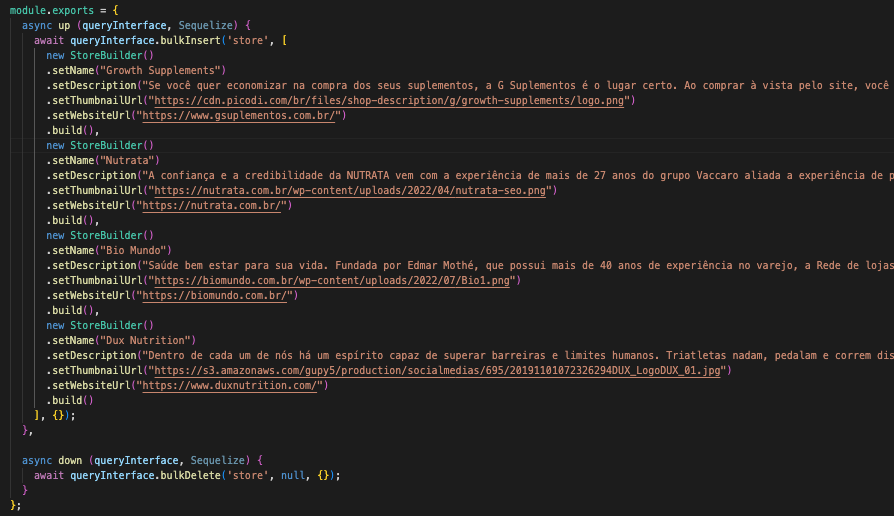 module.exports = {
async up (queryInterface, Sequelize) {
await queryInterface.bulkInsert('store', [
new StoreBuilder()
.setName("Growth Supplements")
.setDescription("Se você quer economizar na compra dos seus suplementos, a G Suplementos é o lugar certo. Ao comprar à vista pelo site, você
.setThumbnailUrl("https://cdn.picodi.com/br/files/shop-description/g/growth-supplements/logo.png")
.setWebsiteUrl("https://www.gsuplementos.com.br/")
.build(),
new StoreBuilder()
.setName("Nutrata")
.setDescription("A confiança e a credibilidade da NUTRATA vem com a experiência de mais de 27 anos do grupo Vaccaro aliada a experiência de p
.setThumbnailUrl("https://nutrata.com.br/wp-content/uploads/2022/04/nutrata-seo.png")
.setWebsiteUrl("https://nutrata.com.br/")
.build(),
new StoreBuilder()
.setName("Bio Mundo")
.setDescription("Saúde bem estar para sua vida. Fundada por Edmar Mothé, que possui mais de 40 anos de experiência no varejo, a Rede de lojas
.setThumbnailUrl("https://biomundo.com.br/wp-content/uploads/2022/07/Bio1.png")
.setWebsiteUrl("https://biomundo.com.br/")
.build(),
new StoreBuilder()
.setName("Dux Nutrition")
.setDescription("Dentro de cada um de nós há um espírito capaz de superar barreiras e limites humanos. Triatletas nadam, pedalam e correm dis
.setThumbnailUrl("https://s3.amazonaws.com/gupy5/production/socialmedias/695/20191101072326294DUX_LogoDUX_01.jpg")
.setWebsiteUrl("https://www.duxnutrition.com/")
.build()
], {});
},
async down (queryInterface, Sequelize) {
await queryInterface.bulkDelete('store', null, {});
}
};